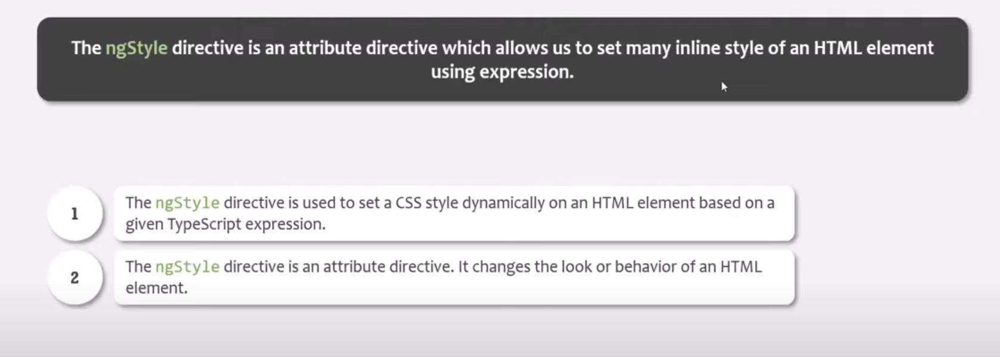 The ngStyle directive is an attribute directive which allows us to set many inline style of an HTML element
using expression.
1
The ngStyle directive is used to set a CSS style dynamically on an HTML element based on a
given TypeScript expression.
2
The ngStyle directive is an attribute directive. It changes the look or behavior of an HTML
element.